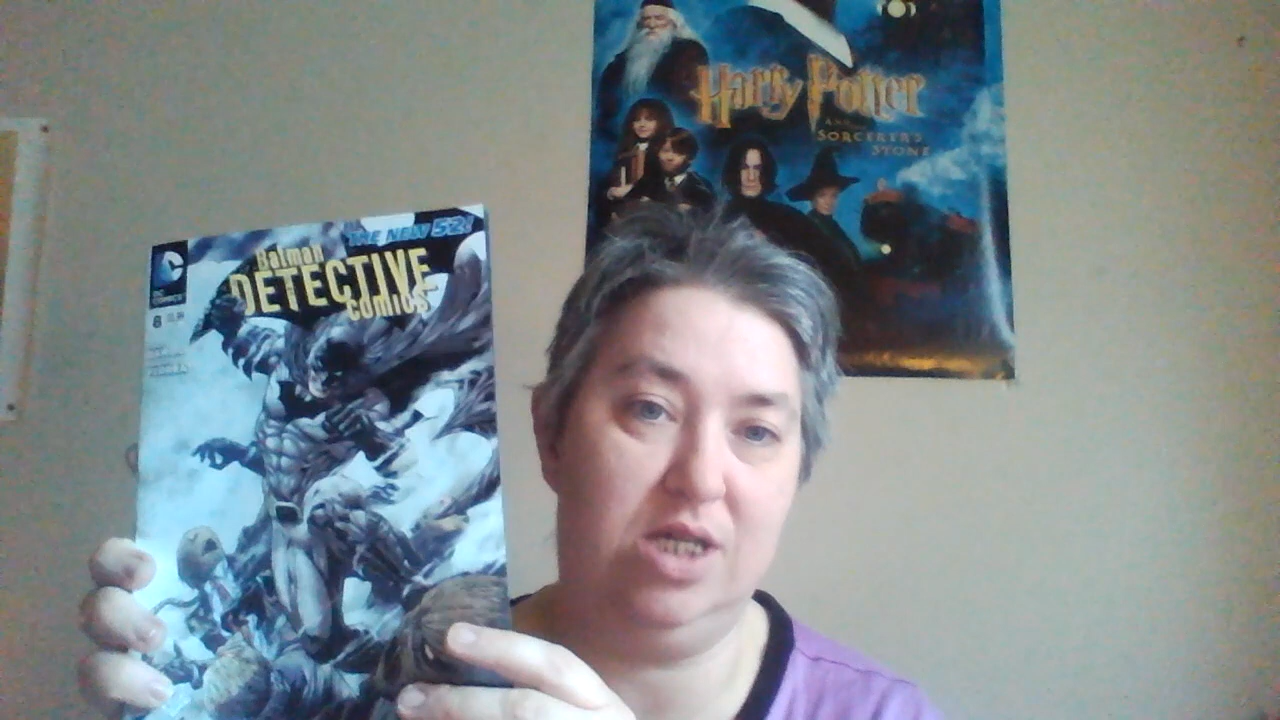 THE NEW 52!
Batman
DETECTIVE
COMICS
8
Harry Potter
AND THE
SORCERER'S
STONE